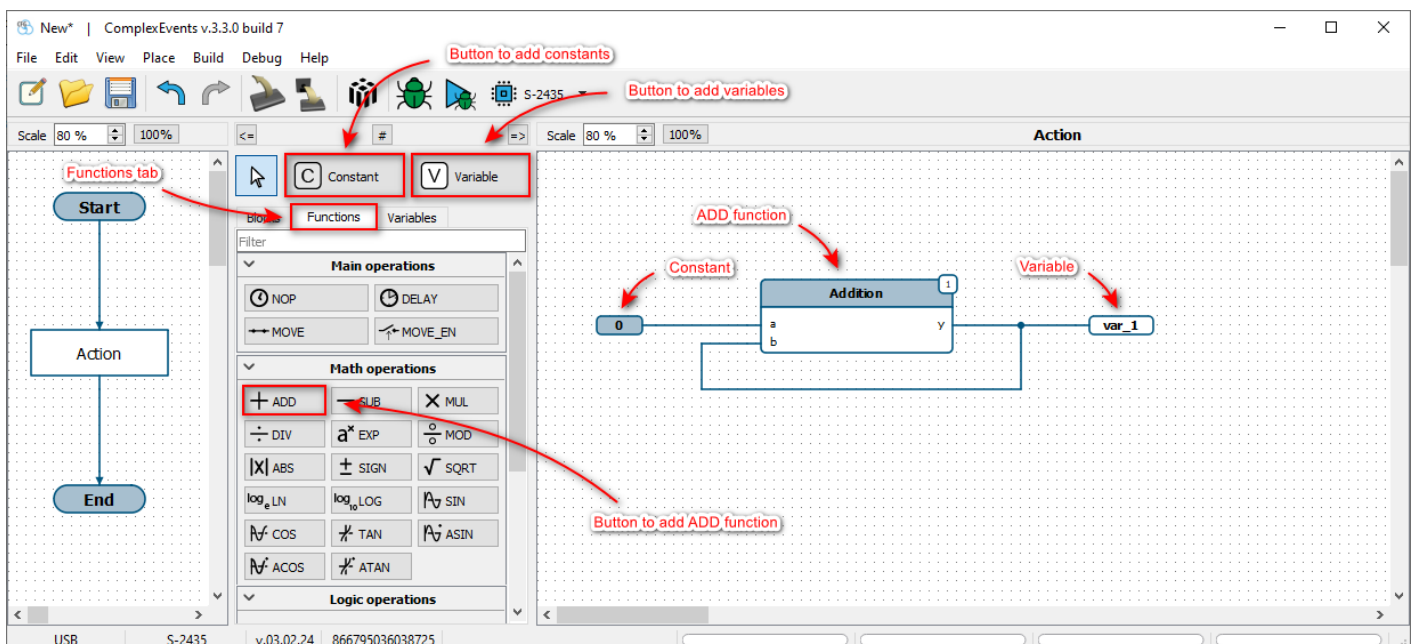 New* | ComplexEvents v.3.3.0 build 7
File Edit View Place Build Debug Help
Button to add constants
S-2435
Button to add variables
Scale 80 % 100%
<= # =>
Scale 80 % 100%
Action
Functions tab
Start
Action
End
C Constant
V Variable
Blocks Functions Variables
Filter
Main operations
NOP
DELAY
MOVE
MOVE_EN
Math operations
ADD
SUB
MUL
DIV
aˣ EXP
MOD
|X| ABS
SIGN
SQRT
logₑ LN
log₁₀ LOG
SIN
COS
TAN
ASIN
ACOS
ATAN
Logic operations
ADD function
Constant
Variable
Addition
1
0
a
y
b
var_1
Button to add ADD function
USB S-2435 v.03.02.24 866795036038725